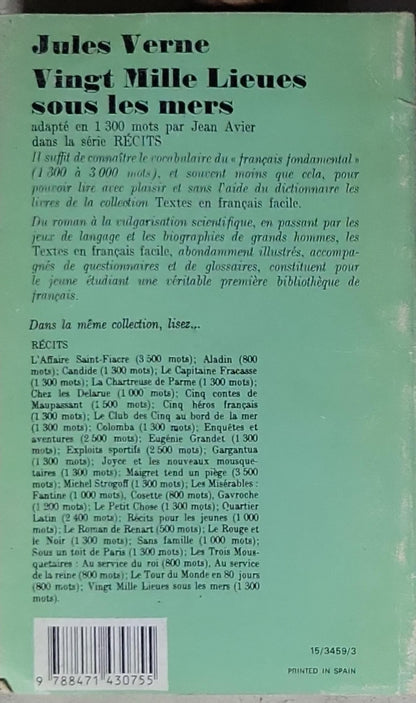 Jules Verne
Vingt Mille Lieues
sous les mers
adapté en 1 300 mots par Jean Avier
dans la série RÉCITS
Il suffit de connaître le vocabulaire du « français fondamental »
(1 300 à 3 000 mots), et souvent moins que cela, pour
pouvoir lire avec plaisir et sans l'aide du dictionnaire les
livres de la collection Textes en français facile.
Du roman à la vulgarisation scientifique, en passant par les
jeux de langage et les biographies de grands hommes, les
Textes en français facile, abondamment illustrés, accompa-
gnés de questionnaires et de glossaires, constituent pour
le jeune étudiant une véritable première bibliothèque de
français.
Dans la même collection, lisez...
RÉCITS
L'Affaire Saint-Fiacre (3 500 mots); Aladin (800
mots); Candide (1 300 mots); Le Capitaine Fracasse
(1 300 mots); La Chartreuse de Parme (1 300 mots);
Chez les Delarue (1 000 mots); Cinq contes de
Maupassant (1 500 mots); Cinq héros français
(1 300 mots); Le Club des Cinq au bord de la mer
(1 300 mots); Colomba (1 300 mots); Enquêtes et
aventures (2 500 mots); Eugénie Grandet (1 300
mots); Exploits sportifs (2 500 mots); Gargantua
(1 300 mots); Joyce et les nouveaux mousqué-
taires (1 300 mots); Maigret tend un piège (3 500
mots); Michel Strogoff (1 300 mots); Les Misérables :
Fantine (1 000 mots), Cosette (800 mots), Gavroche
(1 200 mots); Le Petit Chose (1 300 mots); Quartier
Latin (2 400 mots); Récits pour les jeunes (1 000
mots); Le Roman de Renart (500 mots); Le Rouge et
le Noir (1 300 mots); Sans famille (1 000 mots);
Sous un toit de Paris (1 300 mots); Les Trois Mous-
quetaires : Au service du roi (800 mots), Au service
de la reine (800 mots); Le Tour du Monde en 80 jours
(800 mots); Vingt Mille Lieues sous les mers (1 300
mots).
9 788471 430755
15/3459/3
PRINTED IN SPAIN